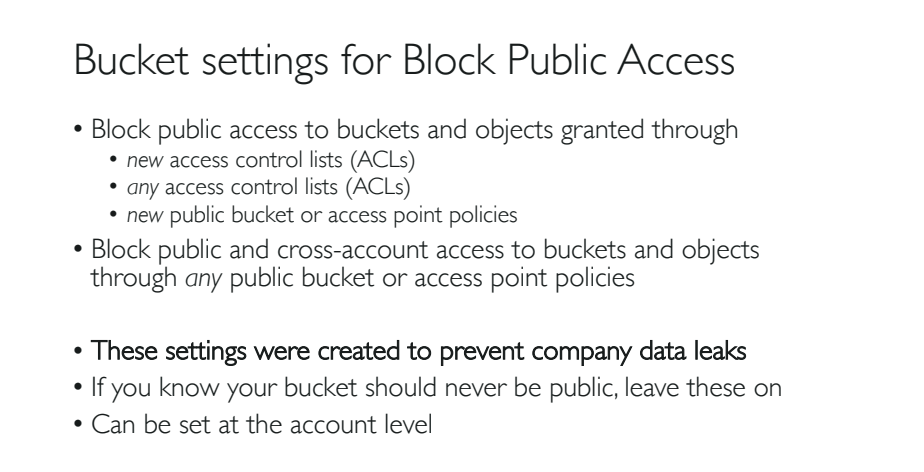 Bucket settings for Block Public Access
• Block public access to buckets and objects granted through
• new access control lists (ACLs)
• any access control lists (ACLs)
• new public bucket or access point policies
• Block public and cross-account access to buckets and objects
through any public bucket or access point policies
• These settings were created to prevent company data leaks
• If you know your bucket should never be public, leave these on
• Can be set at the account level